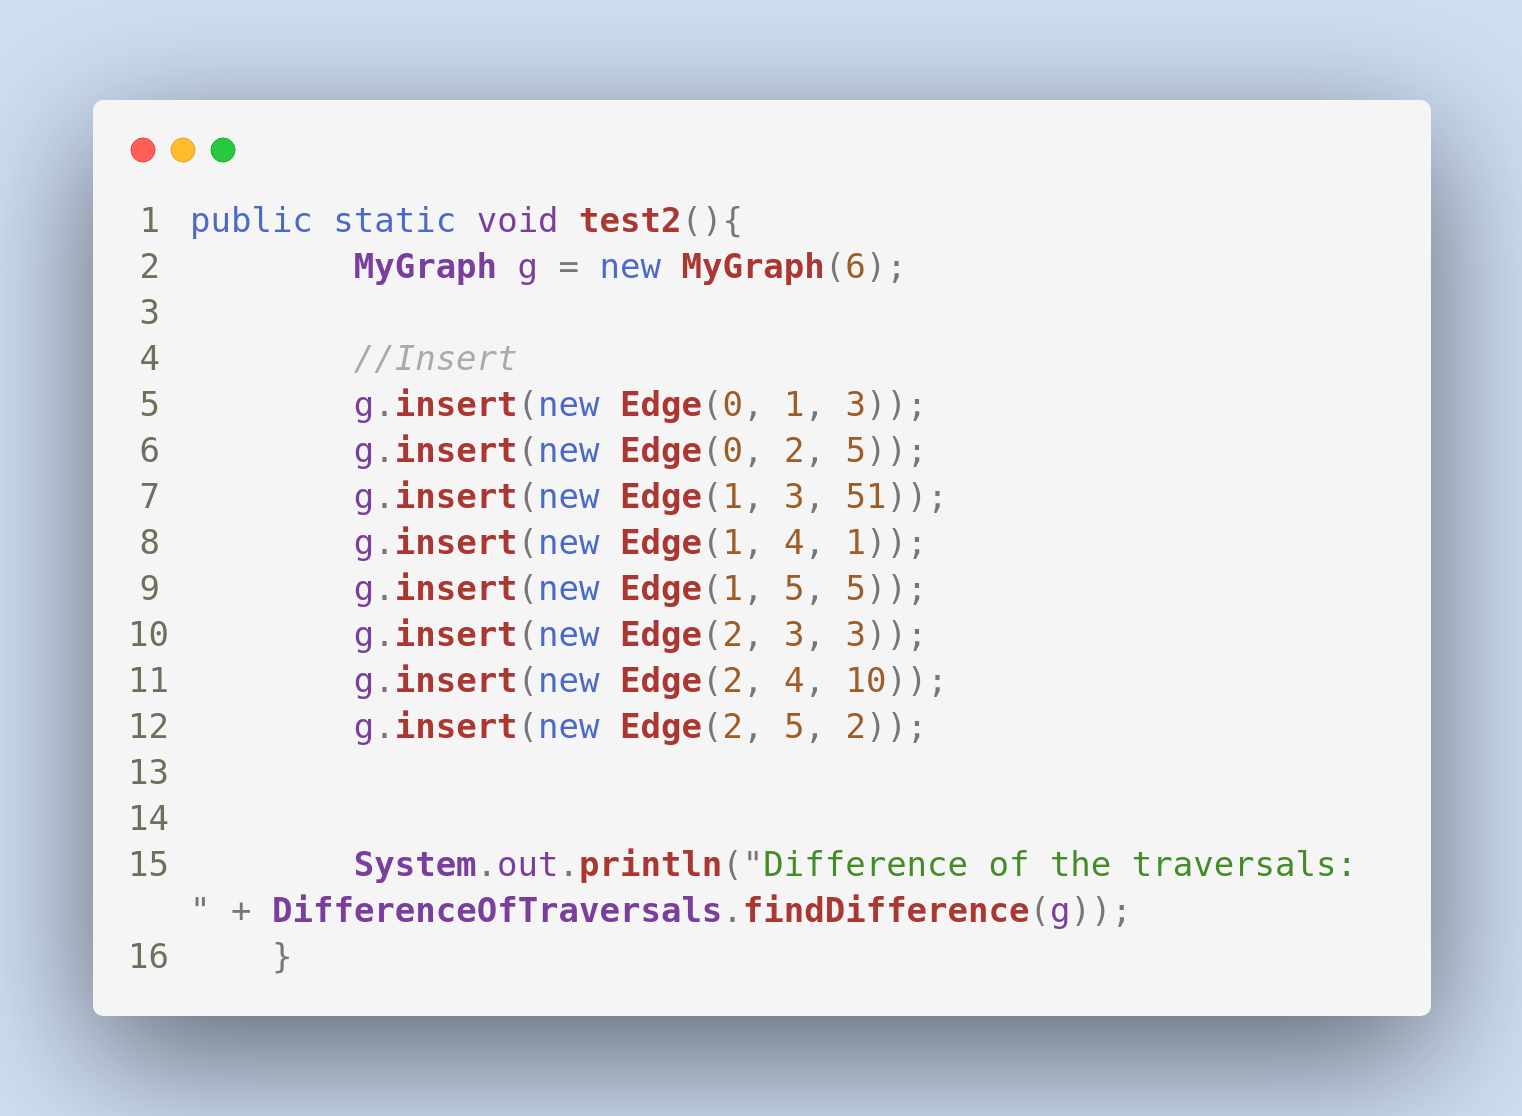 1 public static void test2(){
2         MyGraph g = new MyGraph(6);
3
4         //Insert
5         g.insert(new Edge(0, 1, 3));
6         g.insert(new Edge(0, 2, 5));
7         g.insert(new Edge(1, 3, 51));
8         g.insert(new Edge(1, 4, 1));
9         g.insert(new Edge(1, 5, 5));
10         g.insert(new Edge(2, 3, 3));
11         g.insert(new Edge(2, 4, 10));
12         g.insert(new Edge(2, 5, 2));
13
14
15         System.out.println("Difference of the traversals:
" + DifferenceOfTraversals.findDifference(g));
16     }